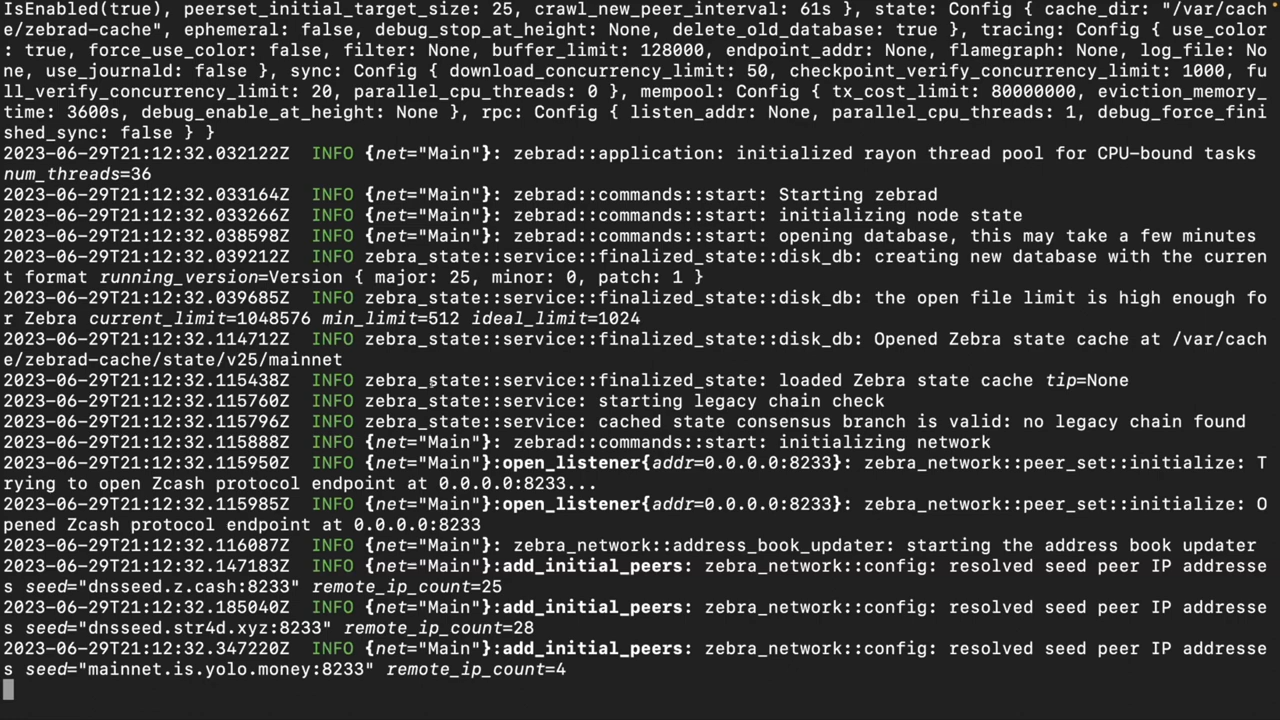 IsEnabled(true), peerset_initial_target_size: 25, crawl_new_peer_interval: 61s }, state: Config { cache_dir: "/var/cach
e/zebrad-cache", ephemeral: false, debug_stop_at_height: None, delete_old_database: true }, tracing: Config { use_color
: true, force_use_color: false, filter: None, buffer_limit: 128000, endpoint_addr: None, flamegraph: None, log_file: No
ne, use_journald: false }, sync: Config { download_concurrency_limit: 50, checkpoint_verify_concurrency_limit: 1000, fu
ll_verify_concurrency_limit: 20, parallel_cpu_threads: 0 }, mempool: Config { tx_cost_limit: 80000000, eviction_memory_
time: 3600s, debug_enable_at_height: None }, rpc: Config { listen_addr: None, parallel_cpu_threads: 1, debug_force_fini
shed_sync: false } }
2023-06-29T21:12:32.032122Z  INFO {net="Main"}: zebrad::application: initialized rayon thread pool for CPU-bound tasks
num_threads=36
2023-06-29T21:12:32.033164Z  INFO {net="Main"}: zebrad::commands::start: Starting zebrad
2023-06-29T21:12:32.033266Z  INFO {net="Main"}: zebrad::commands::start: initializing node state
2023-06-29T21:12:32.038598Z  INFO {net="Main"}: zebrad::commands::start: opening database, this may take a few minutes
2023-06-29T21:12:32.039212Z  INFO zebra_state::service::finalized_state::disk_db: creating new database with the curren
t format running_version=Version { major: 25, minor: 0, patch: 1 }
2023-06-29T21:12:32.039685Z  INFO zebra_state::service::finalized_state::disk_db: the open file limit is high enough fo
r Zebra current_limit=1048576 min_limit=512 ideal_limit=1024
2023-06-29T21:12:32.114712Z  INFO zebra_state::service::finalized_state::disk_db: Opened Zebra state cache at /var/cach
e/zebrad-cache/state/v25/mainnet
2023-06-29T21:12:32.115438Z  INFO zebra_state::service::finalized_state: loaded Zebra state cache tip=None
2023-06-29T21:12:32.115760Z  INFO zebra_state::service: starting legacy chain check
2023-06-29T21:12:32.115796Z  INFO zebra_state::service: cached state consensus branch is valid: no legacy chain found
2023-06-29T21:12:32.115888Z  INFO {net="Main"}: zebrad::commands::start: initializing network
2023-06-29T21:12:32.115950Z  INFO {net="Main"}:open_listener{addr=0.0.0.0:8233}: zebra_network::peer_set::initialize: T
rying to open Zcash protocol endpoint at 0.0.0.0:8233...
2023-06-29T21:12:32.115985Z  INFO {net="Main"}:open_listener{addr=0.0.0.0:8233}: zebra_network::peer_set::initialize: O
pened Zcash protocol endpoint at 0.0.0.0:8233
2023-06-29T21:12:32.116087Z  INFO {net="Main"}: zebra_network::address_book_updater: starting the address book updater
2023-06-29T21:12:32.147183Z  INFO {net="Main"}:add_initial_peers: zebra_network::config: resolved seed peer IP addresse
s seed="dnsseed.z.cash:8233" remote_ip_count=25
2023-06-29T21:12:32.185040Z  INFO {net="Main"}:add_initial_peers: zebra_network::config: resolved seed peer IP addresse
s seed="dnsseed.str4d.xyz:8233" remote_ip_count=28
2023-06-29T21:12:32.347220Z  INFO {net="Main"}:add_initial_peers: zebra_network::config: resolved seed peer IP addresse
s seed="mainnet.is.yolo.money:8233" remote_ip_count=4